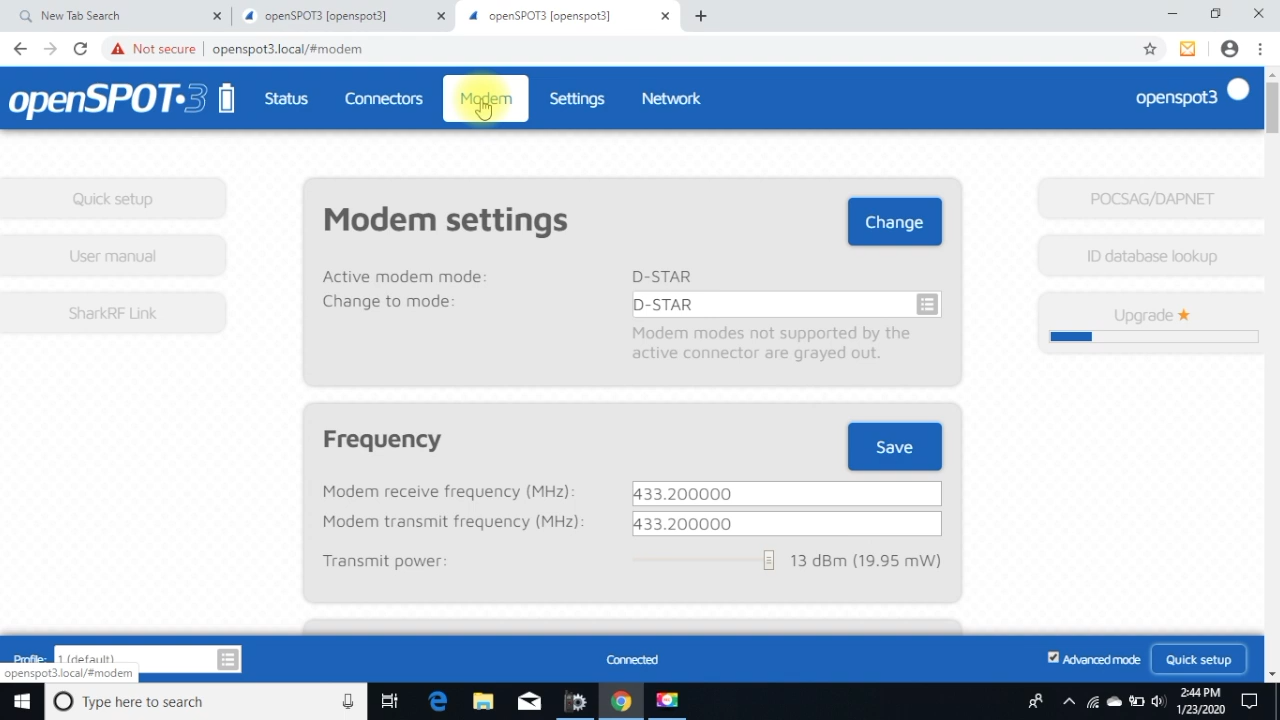 New Tab Search
openSPOT3 [openspot3]
openSPOT3 [openspot3]
Not secure
openspot3.local/#modem
openSPOT•3
Status
Connectors
Modem
Settings
Network
openspot3
Quick setup
User manual
SharkRF Link
Modem settings
Change
Active modem mode: D-STAR
Change to mode: D-STAR
Modem modes not supported by the
active connector are grayed out.
POCSAG/DAPNET
ID database lookup
Upgrade
Frequency
Save
Modem receive frequency (MHz): 433.200000
Modem transmit frequency (MHz): 433.200000
Transmit power: 13 dBm (19.95 mW)
Profile: 1 (default)
Connected
Advanced mode
Quick setup
openspot3.local/#modem
Type here to search
2:44 PM
1/23/2020